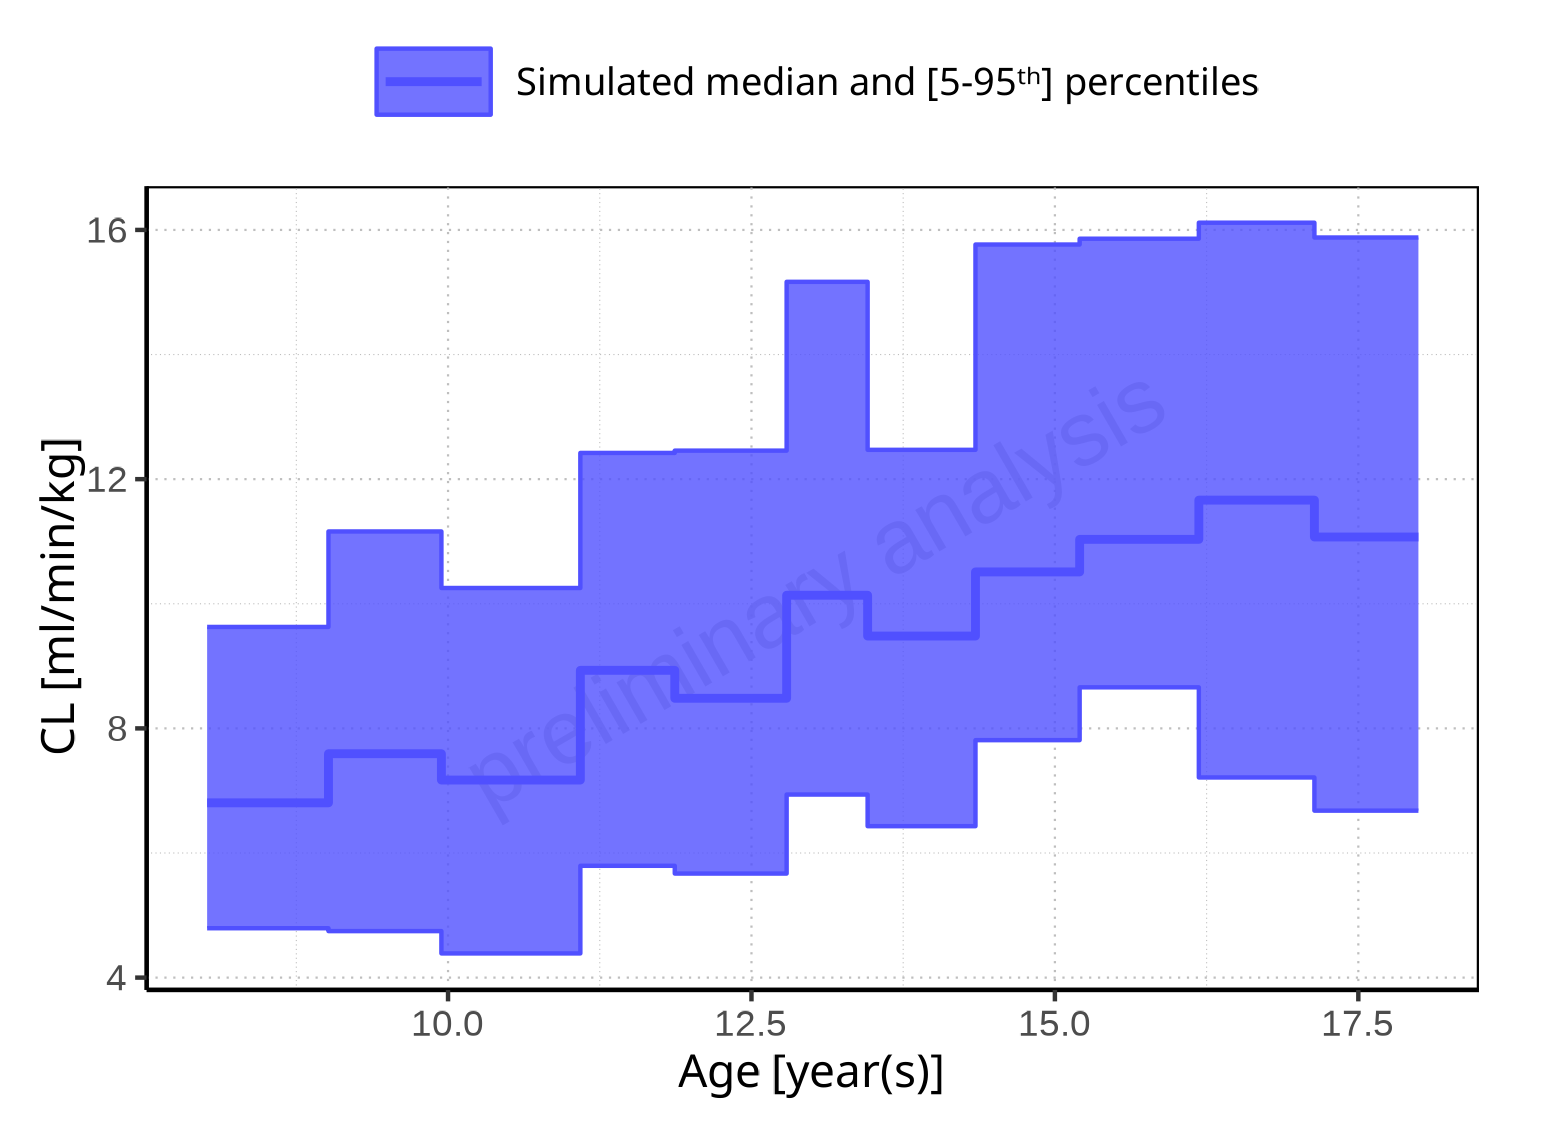 Simulated median and [5-95ᵗʰ] percentiles
16
12
8
4
CL [ml/min/kg]
preliminary analysis
10.0 12.5 15.0 17.5
Age [year(s)]